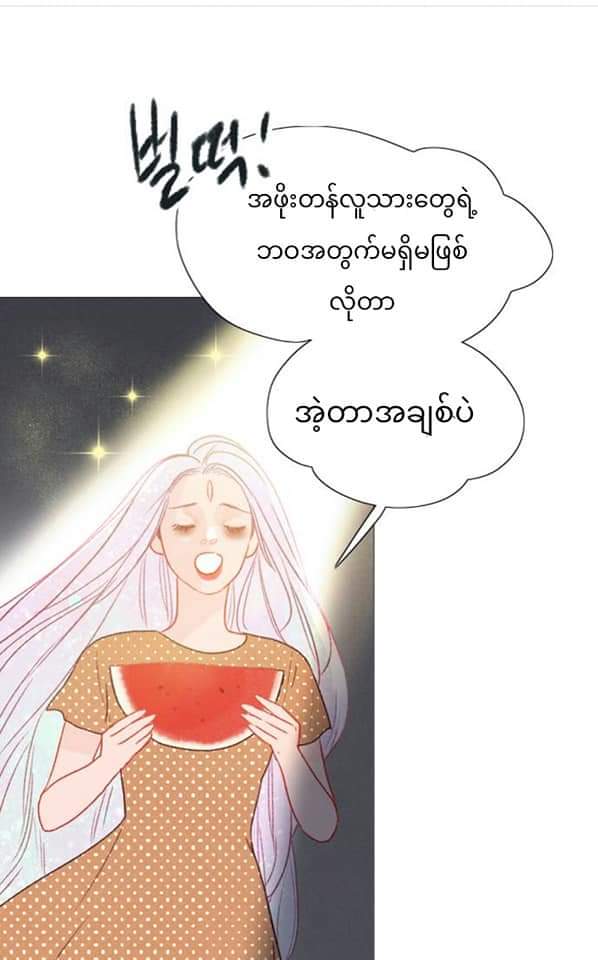 벌떡!
အဖိုးတန်လူသားတွေရဲ့
ဘဝအတွက်မရှိမဖြစ်
လိုတာ
အဲ့တာအချစ်ပဲ